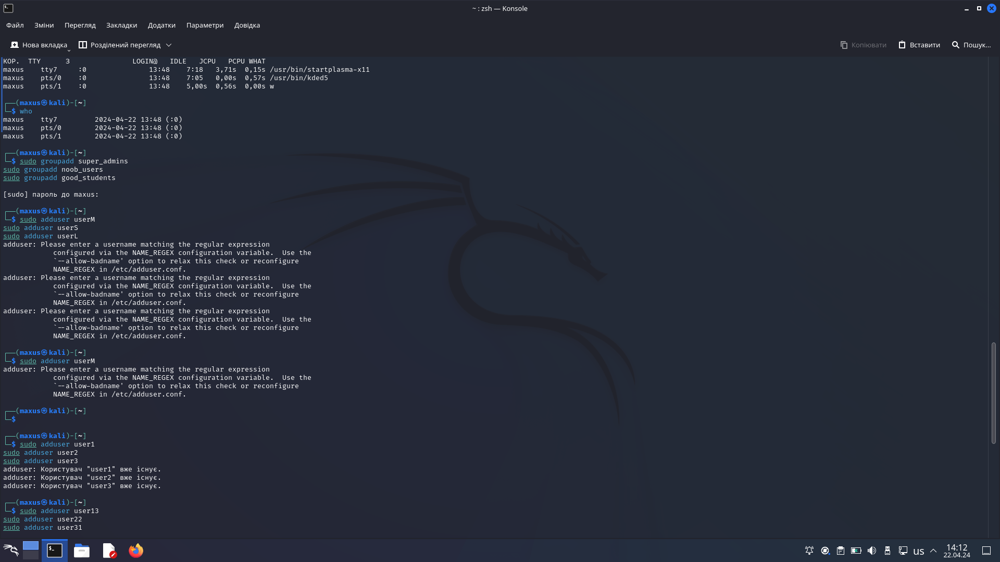 ~ : zsh — Konsole
Файл Зміни Перегляд Закладки Додатки Параметри Довідка
Нова вкладка Розділений перегляд Копіювати Вставити Пошук...
КОР.  TTY      З               LOGIN@   IDLE   JCPU   PCPU WHAT
maxus    tty7     :0               13:48    7:18   3,71s  0,15s /usr/bin/startplasma-x11
maxus    pts/0    :0               13:48    7:05   0,00s  0,57s /usr/bin/kded5
maxus    pts/1    :0               13:48    5,00s  0,56s  0,00s w
┌──(maxus㉿kali)-[~]
└─$ who
maxus    tty7         2024-04-22 13:48 (:0)
maxus    pts/0        2024-04-22 13:48 (:0)
maxus    pts/1        2024-04-22 13:48 (:0)
┌──(maxus㉿kali)-[~]
└─$ sudo groupadd super_admins
sudo groupadd noob_users
sudo groupadd good_students
[sudo] пароль до maxus:
┌──(maxus㉿kali)-[~]
└─$ sudo adduser userM
sudo adduser userS
sudo adduser userL
adduser: Please enter a username matching the regular expression
            configured via the NAME_REGEX configuration variable.  Use the
            `--allow-badname' option to relax this check or reconfigure
            NAME_REGEX in /etc/adduser.conf.
adduser: Please enter a username matching the regular expression
            configured via the NAME_REGEX configuration variable.  Use the
            `--allow-badname' option to relax this check or reconfigure
            NAME_REGEX in /etc/adduser.conf.
adduser: Please enter a username matching the regular expression
            configured via the NAME_REGEX configuration variable.  Use the
            `--allow-badname' option to relax this check or reconfigure
            NAME_REGEX in /etc/adduser.conf.
┌──(maxus㉿kali)-[~]
└─$ sudo adduser userM
adduser: Please enter a username matching the regular expression
            configured via the NAME_REGEX configuration variable.  Use the
            `--allow-badname' option to relax this check or reconfigure
            NAME_REGEX in /etc/adduser.conf.
┌──(maxus㉿kali)-[~]
└─$
┌──(maxus㉿kali)-[~]
└─$ sudo adduser user1
sudo adduser user2
sudo adduser user3
adduser: Користувач "user1" вже існує.
adduser: Користувач "user2" вже існує.
adduser: Користувач "user3" вже існує.
┌──(maxus㉿kali)-[~]
└─$ sudo adduser user13
sudo adduser user22
sudo adduser user31
us 14:12
22.04.24